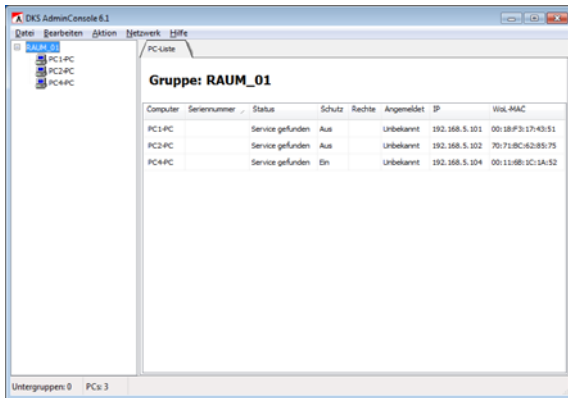 DKS AdminConsole 6.1
Datei Bearbeiten Aktion Netzwerk Hilfe
RAUM_01
PC1-PC
PC2-PC
PC4-PC
PC-Liste
Gruppe: RAUM_01
Computer Seriennummer Status Schutz Rechte Angemeldet IP WoL-MAC
PC1-PC Service gefunden Aus Unbekannt 192.168.5.101 00:18:F3:17:43:51
PC2-PC Service gefunden Aus Unbekannt 192.168.5.102 70:71:BC:62:85:75
PC4-PC Service gefunden Ein Unbekannt 192.168.5.104 00:11:6B:1C:1A:52
Untergruppen: 0 PCs: 3